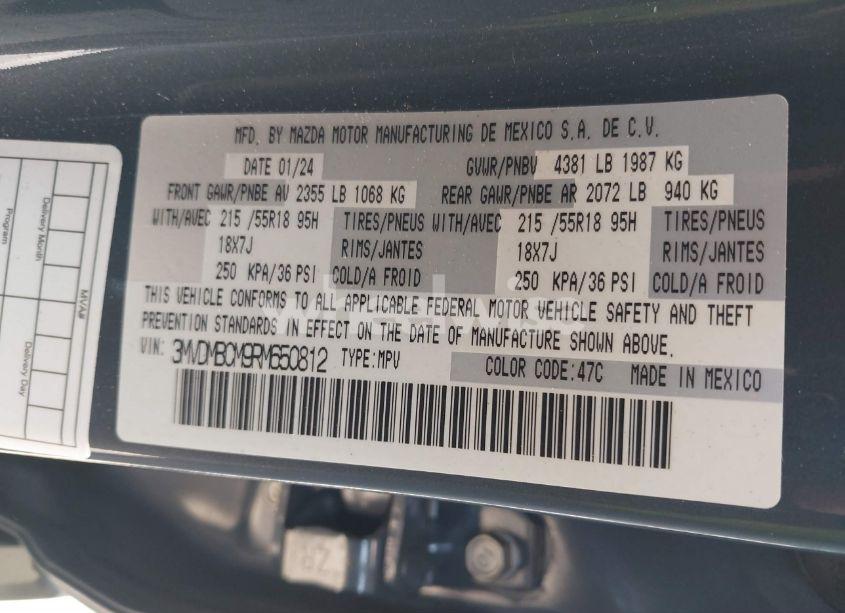 MFD. BY MAZDA MOTOR MANUFACTURING DE MEXICO S.A. DE C.V.
DATE 01/24 GVWR/PNBV 4381 LB 1987 KG
FRONT GAWR/PNBE AV 2355 LB 1068 KG REAR GAWR/PNBE AR 2072 LB 940 KG
WITH/AVEC 215 /55R18 95H TIRES/PNEUS WITH/AVEC 215 /55R18 95H TIRES/PNEUS
18X7J RIMS/JANTES 18X7J RIMS/JANTES
250 KPA/36 PSI COLD/A FROID 250 KPA/36 PSI COLD/A FROID
THIS VEHICLE CONFORMS TO ALL APPLICABLE FEDERAL MOTOR VEHICLE SAFETY AND THEFT
PREVENTION STANDARDS IN EFFECT ON THE DATE OF MANUFACTURE SHOWN ABOVE.
VIN: 3MVDMBCM9RM650812 TYPE:MPV
COLOR CODE:47C MADE IN MEXICO
Program
Delivery Month
MVA#
Delivery Day